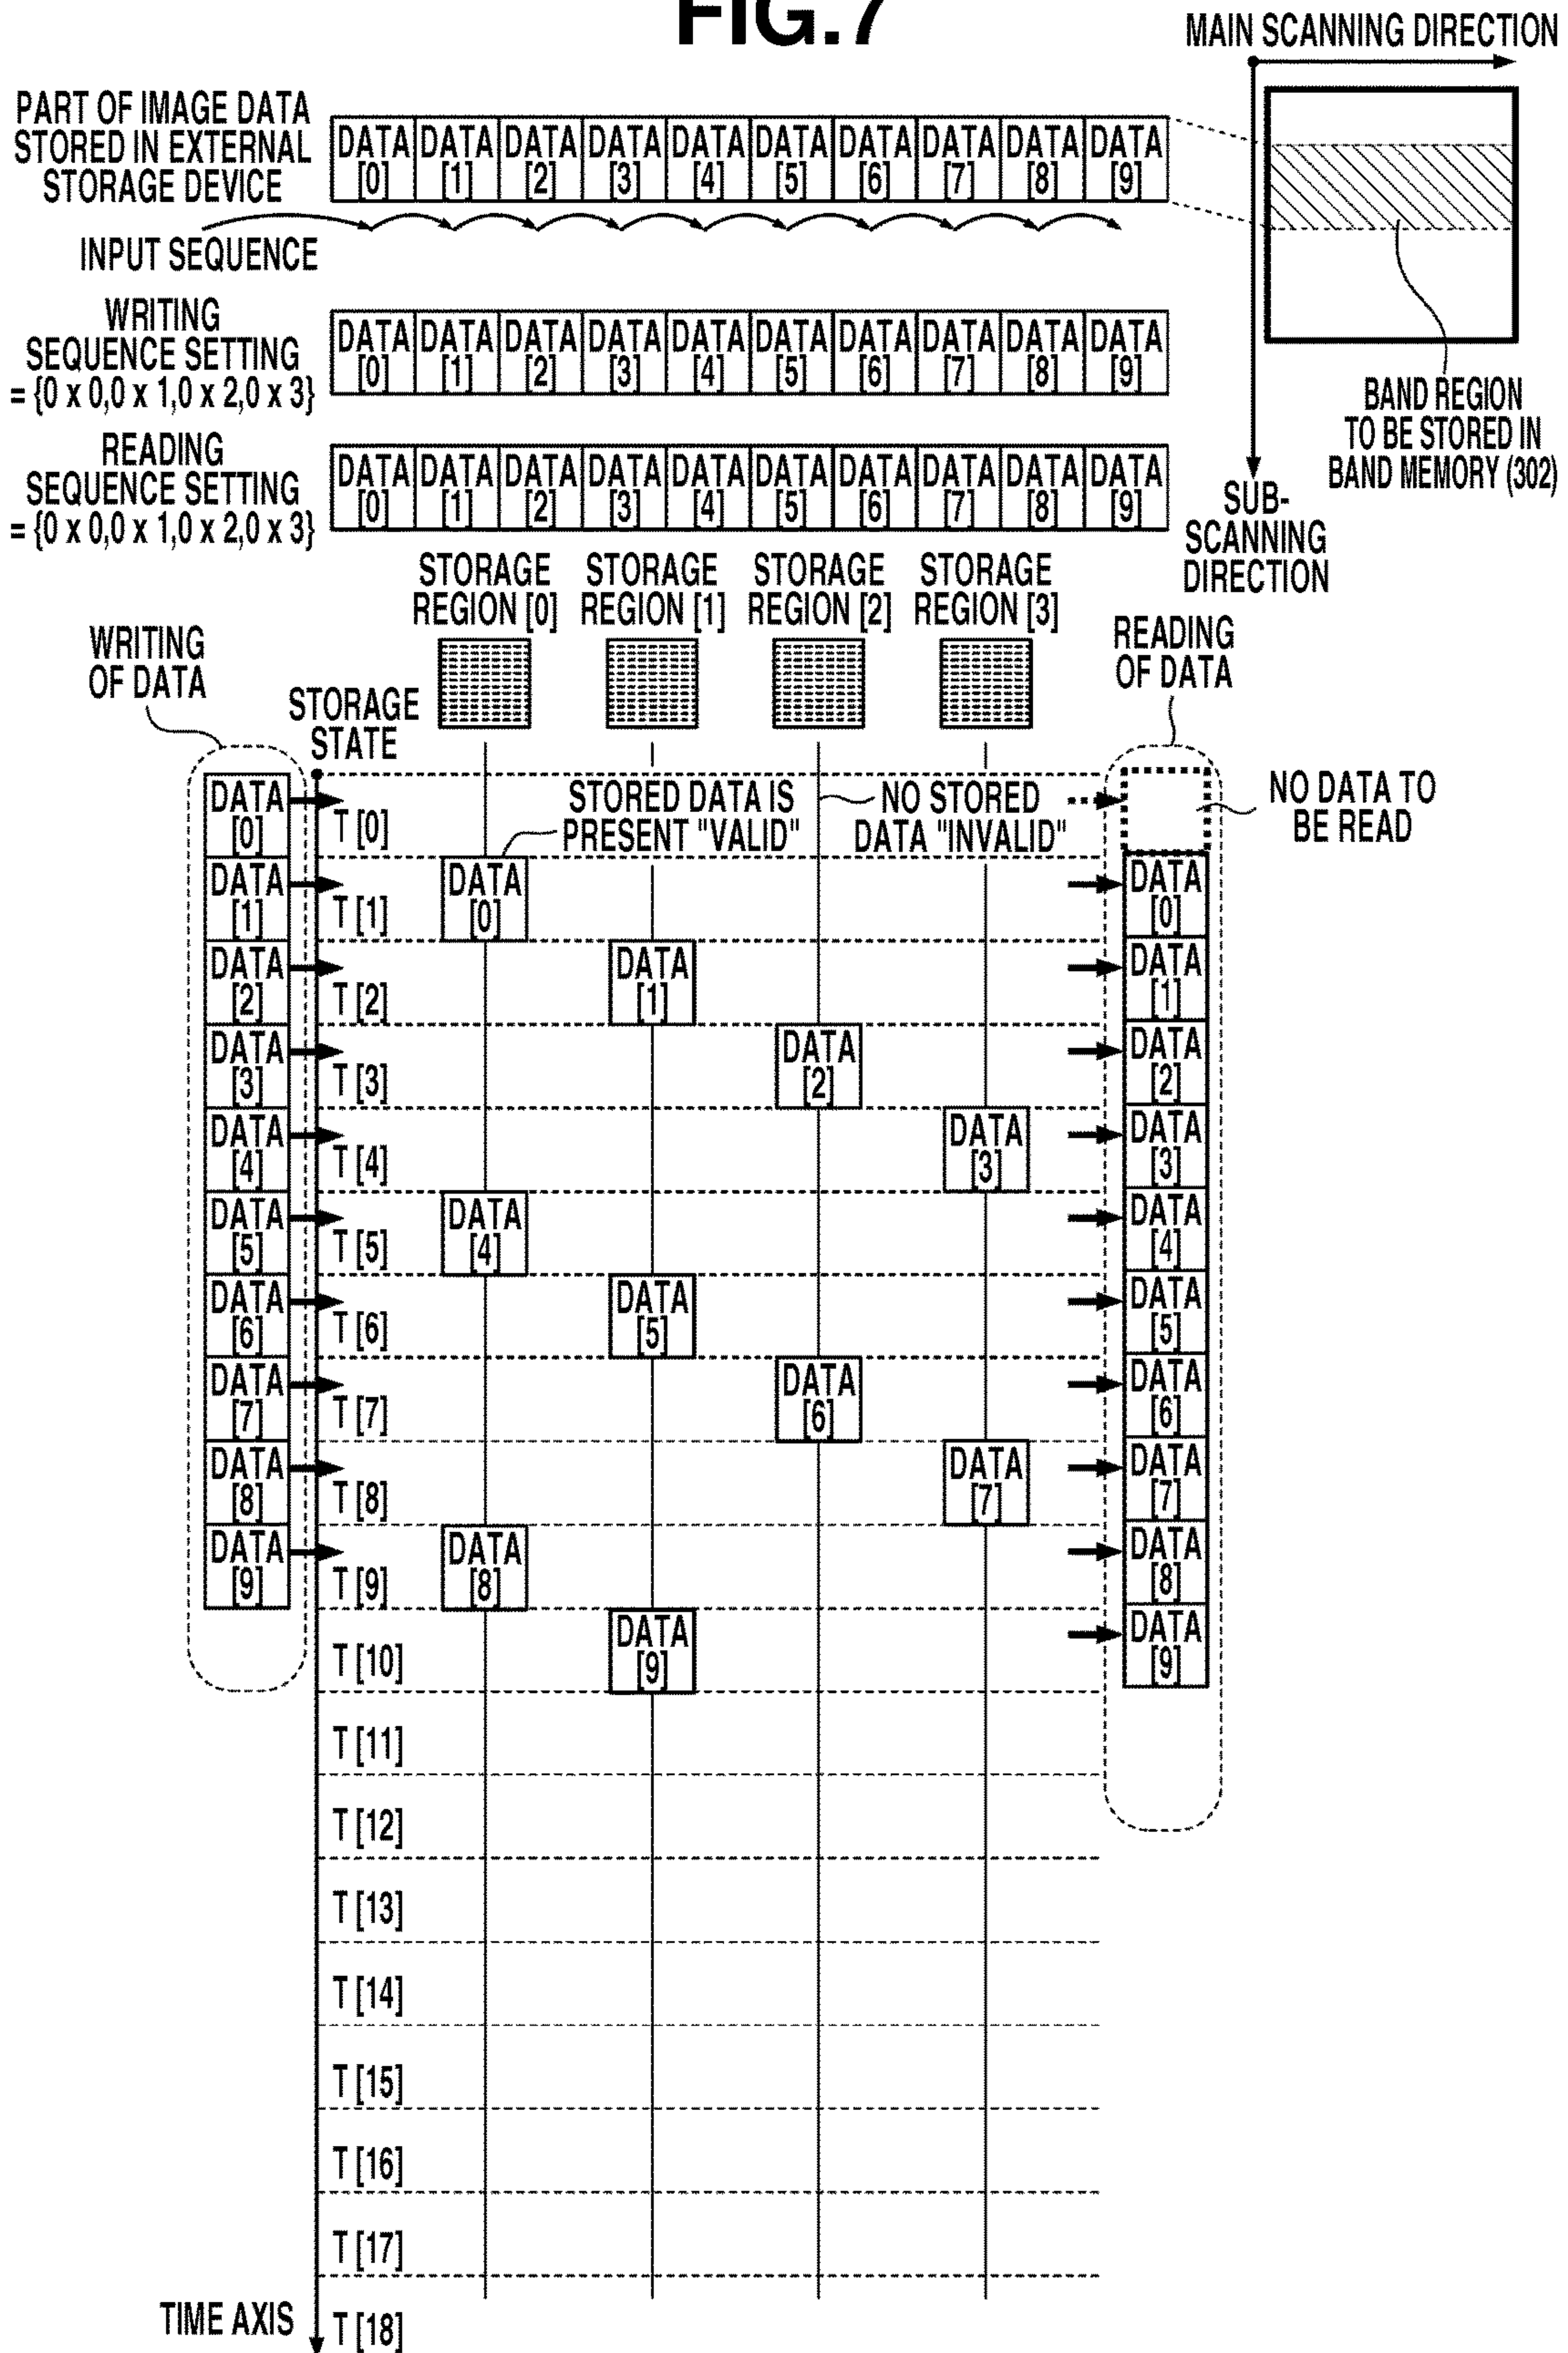 FIG.7
MAIN SCANNING DIRECTION
PART OF IMAGE DATA
STORED IN EXTERNAL
STORAGE DEVICE
DATA [0] DATA [1] DATA [2] DATA [3] DATA [4] DATA [5] DATA [6] DATA [7] DATA [8] DATA [9]
INPUT SEQUENCE
WRITING
SEQUENCE SETTING
= {0 x 0,0 x 1,0 x 2,0 x 3}
DATA [0] DATA [1] DATA [2] DATA [3] DATA [4] DATA [5] DATA [6] DATA [7] DATA [8] DATA [9]
BAND REGION
TO BE STORED IN
BAND MEMORY (302)
READING
SEQUENCE SETTING
= {0 x 0,0 x 1,0 x 2,0 x 3}
DATA [0] DATA [1] DATA [2] DATA [3] DATA [4] DATA [5] DATA [6] DATA [7] DATA [8] DATA [9]
SUB-
SCANNING
DIRECTION
STORAGE
REGION [0]
STORAGE
REGION [1]
STORAGE
REGION [2]
STORAGE
REGION [3]
WRITING
OF DATA
STORAGE
STATE
READING
OF DATA
DATA [0] T [0]
STORED DATA IS
PRESENT "VALID"
NO STORED
DATA "INVALID"
NO DATA TO
BE READ
DATA [1] T [1] DATA [0] DATA [0]
DATA [2] T [2] DATA [1] DATA [1]
DATA [3] T [3] DATA [2] DATA [2]
DATA [4] T [4] DATA [3] DATA [3]
DATA [5] T [5] DATA [4] DATA [4]
DATA [6] T [6] DATA [5] DATA [5]
DATA [7] T [7] DATA [6] DATA [6]
DATA [8] T [8] DATA [7] DATA [7]
DATA [9] T [9] DATA [8] DATA [8]
T [10] DATA [9] DATA [9]
T [11]
T [12]
T [13]
T [14]
T [15]
T [16]
T [17]
TIME AXIS T [18]